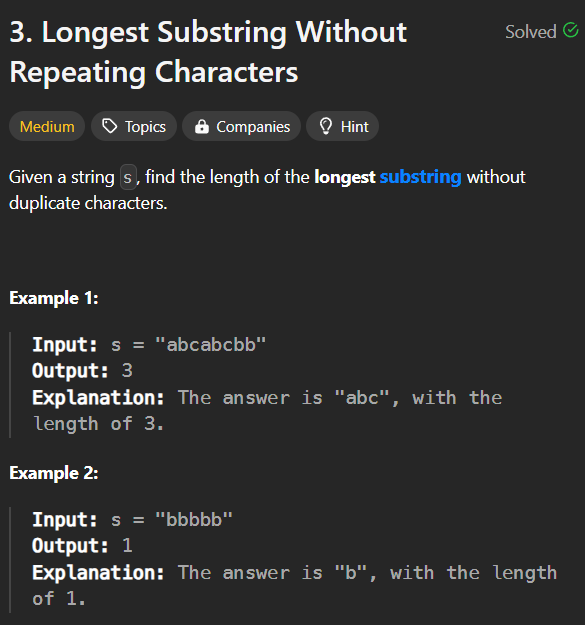 3. Longest Substring Without
Solved
Repeating Characters
Medium Topics Companies Hint
Given a string s, find the length of the longest substring without
duplicate characters.
Example 1:
Input: s = "abcabcbb"
Output: 3
Explanation: The answer is "abc", with the
length of 3.
Example 2:
Input: s = "bbbbb"
Output: 1
Explanation: The answer is "b", with the length
of 1.